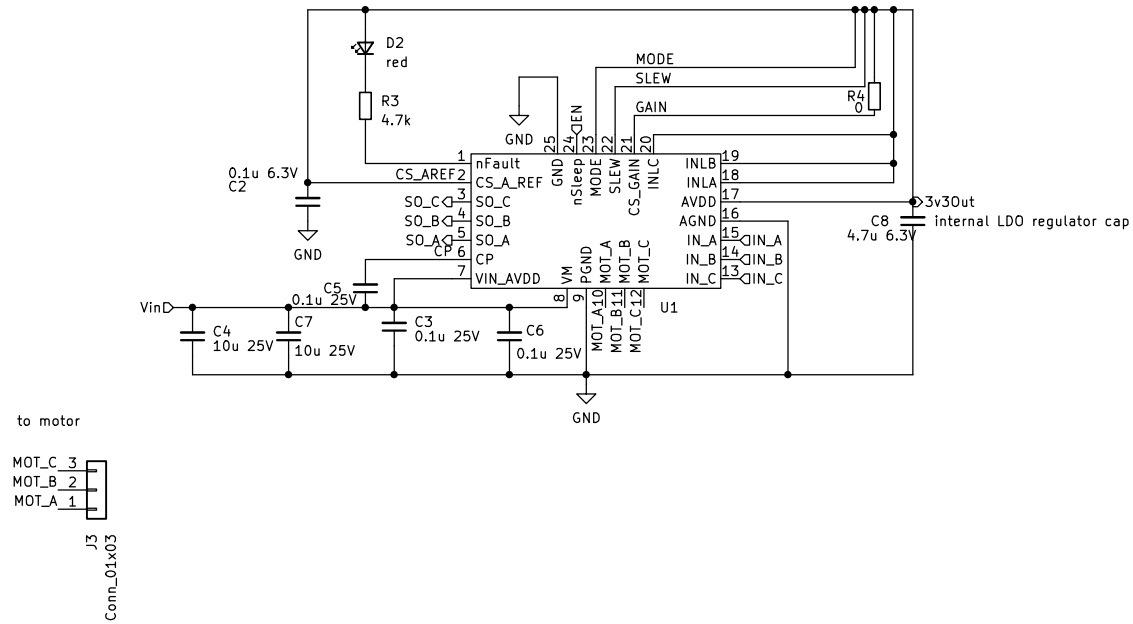 D2
red
R3
4.7k
MODE
SLEW
GAIN
R4
0
GND
EN
25
24
23
22
21
20
GND
nSleep
MODE
SLEW
CS_GAIN
INLC
1
nFault
INLB
19
0.1u 6.3V
C2
CS_AREF
2
CS_A_REF
INLA
18
SO_C
3
SO_C
AVDD
17
3v3Out
SO_B
4
SO_B
AGND
16
C8
4.7u 6.3V
internal LDO regulator cap
SO_A
5
SO_A
IN_A
15
IN_A
CP
6
CP
IN_B
14
IN_B
7
VIN_AVDD
IN_C
13
IN_C
GND
VM
PGND
MOT_A
MOT_B
MOT_C
8
9
MOT_A
10
MOT_B
11
MOT_C
12
U1
C5
0.1u 25V
Vin
C4
10u 25V
C7
10u 25V
C3
0.1u 25V
C6
0.1u 25V
GND
to motor
MOT_C 3
MOT_B 2
MOT_A 1
J3
Conn_01x03